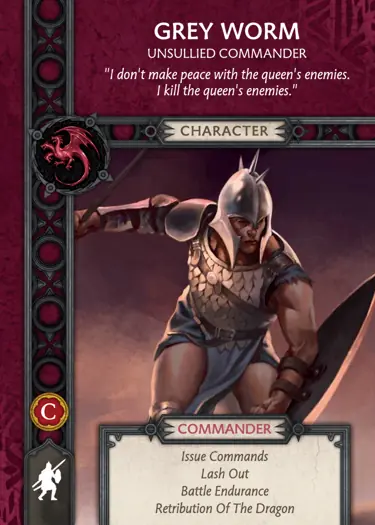 GREY WORM
UNSULLIED COMMANDER
"I don't make peace with the queen's enemies.
I kill the queen's enemies."
CHARACTER
C
COMMANDER
Issue Commands
Lash Out
Battle Endurance
Retribution Of The Dragon